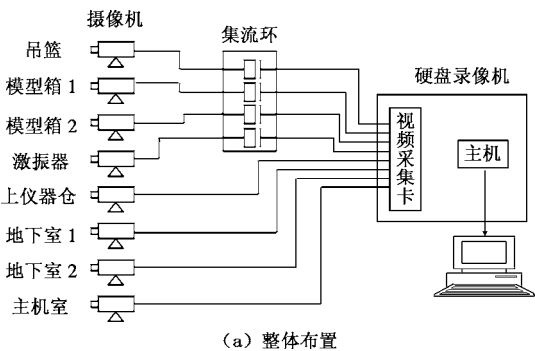 摄像机
集流环
吊篮
模型箱 1
模型箱 2
激振器
上仪器仓
地下室 1
地下室 2
主机室
硬盘录像机
视频采集卡
主机
(a) 整体布置